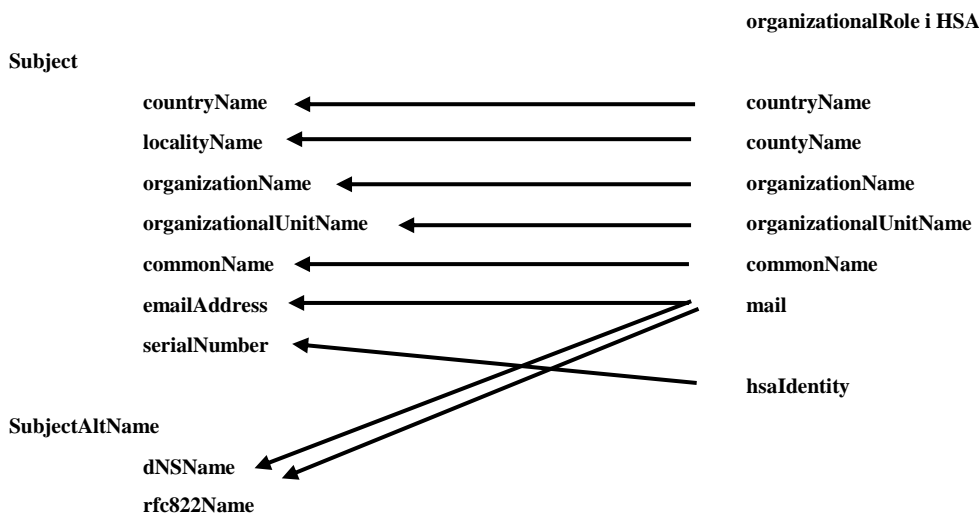 organizationalRole i HSA
Subject
countryName countryName
localityName countyName
organizationName organizationName
organizationalUnitName organizationalUnitName
commonName commonName
emailAddress mail
serialNumber
hsaIdentity
SubjectAltName
dNSName
rfc822Name